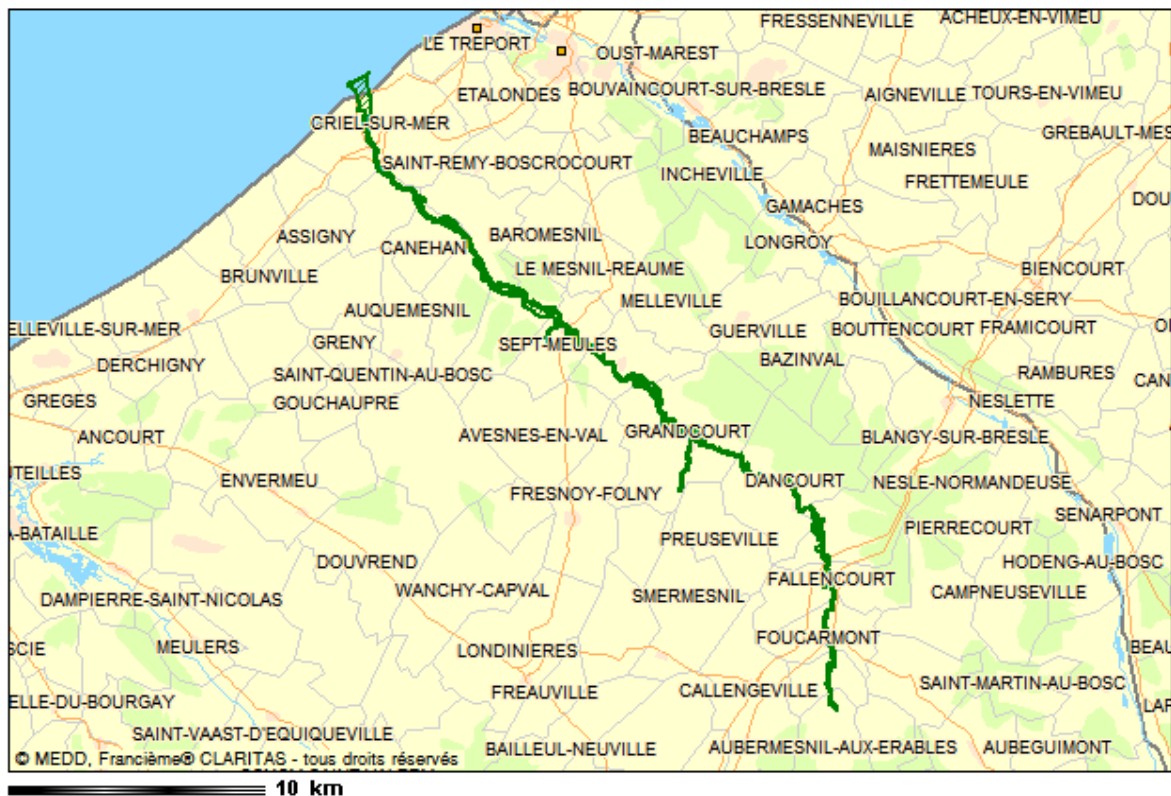 FRESSENNEVILLE
ACHEUX-EN-VIMEU
LE TREPORT
OUST-MAREST
ETALONDES
BOUVAINCOURT-SUR-BRESLE
AIGNEVILLE
TOURS-EN-VIMEU
CRIEL-SUR-MER
BEAUCHAMPS
GREBAULT-MES
MAISNIERES
SAINT-REMY-BOSCROCOURT
INCHEVILLE
FRETTEMEULE
GAMACHES
DOU
ASSIGNY
CANEHAN
BAROMESNIL
LONGROY
BRUNVILLE
LE MESNIL-REAUME
BIENCOURT
AUQUEMESNIL
MELLEVILLE
BOUILLANCOURT-EN-SERY
ELLEVILLE-SUR-MER
GRENY
SEPT-MEULES
GUERVILLE
BOUTTENCOURT
FRAMICOURT
DERCHIGNY
BAZINVAL
SAINT-QUENTIN-AU-BOSC
RAMBURES
CAN
GREGES
GOUCHAUPRE
NESLETTE
ANCOURT
AVESNES-EN-VAL
GRANDCOURT
BLANGY-SUR-BRESLE
UTEILLES
ENVERMEU
FRESNOY-FOLNY
DANCOURT
NESLE-NORMANDEUSE
SENARPONT
A-BATAILLE
PREUSEVILLE
PIERRECOURT
DOUVREND
HODENG-AU-BOSC
WANCHY-CAPVAL
FALLENCOURT
DAMPIERRE-SAINT-NICOLAS
SMERMESNIL
CAMPNEUSEVILLE
SCIE
MEULERS
LONDINIERES
FOUCARMONT
BEAU
FREAUVILLE
CALLENGEVILLE
SAINT-MARTIN-AU-BOSC
ELLE-DU-BOURGAY
LAF
SAINT-VAAST-D'EQUIQUEVILLE
BAILLEUL-NEUVILLE
AUBERMESNIL-AUX-ERABLES
AUBEGUIMONT
© MEDD, Francième® CLARITAS - tous droits réservés
10 km